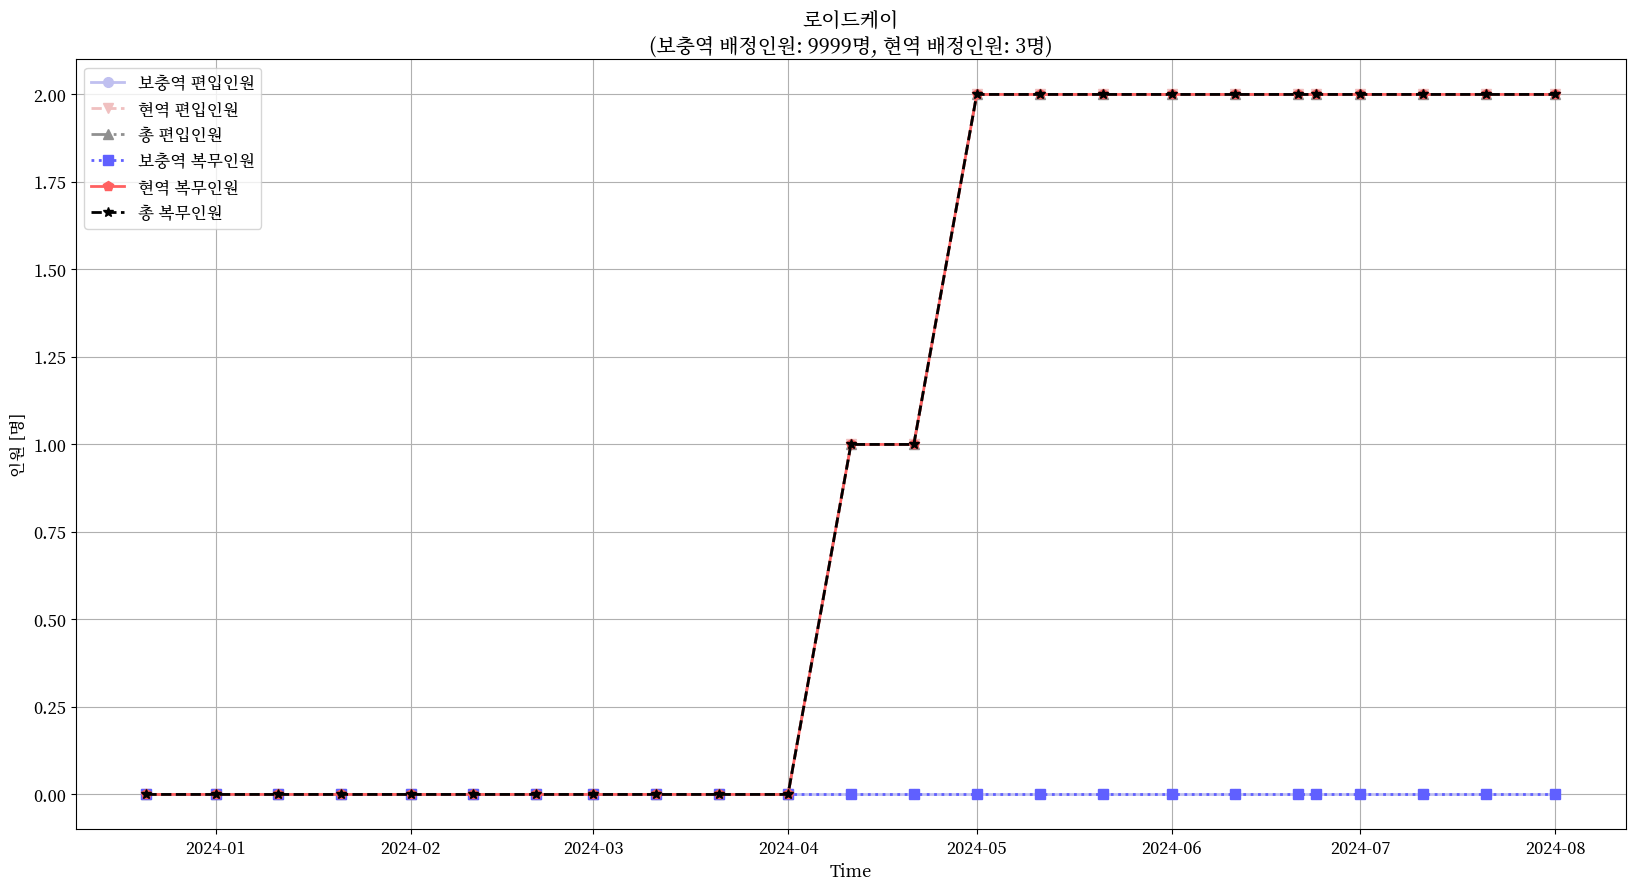 로이드케이
(보충역 배정인원: 9999명, 현역 배정인원: 3명)
보충역 편입인원
현역 편입인원
총 편입인원
보충역 복무인원
현역 복무인원
총 복무인원
2.00
1.75
1.50
1.25
1.00
0.75
0.50
0.25
0.00
인원 [명]
2024-01
2024-02
2024-03
2024-04
2024-05
2024-06
2024-07
2024-08
Time